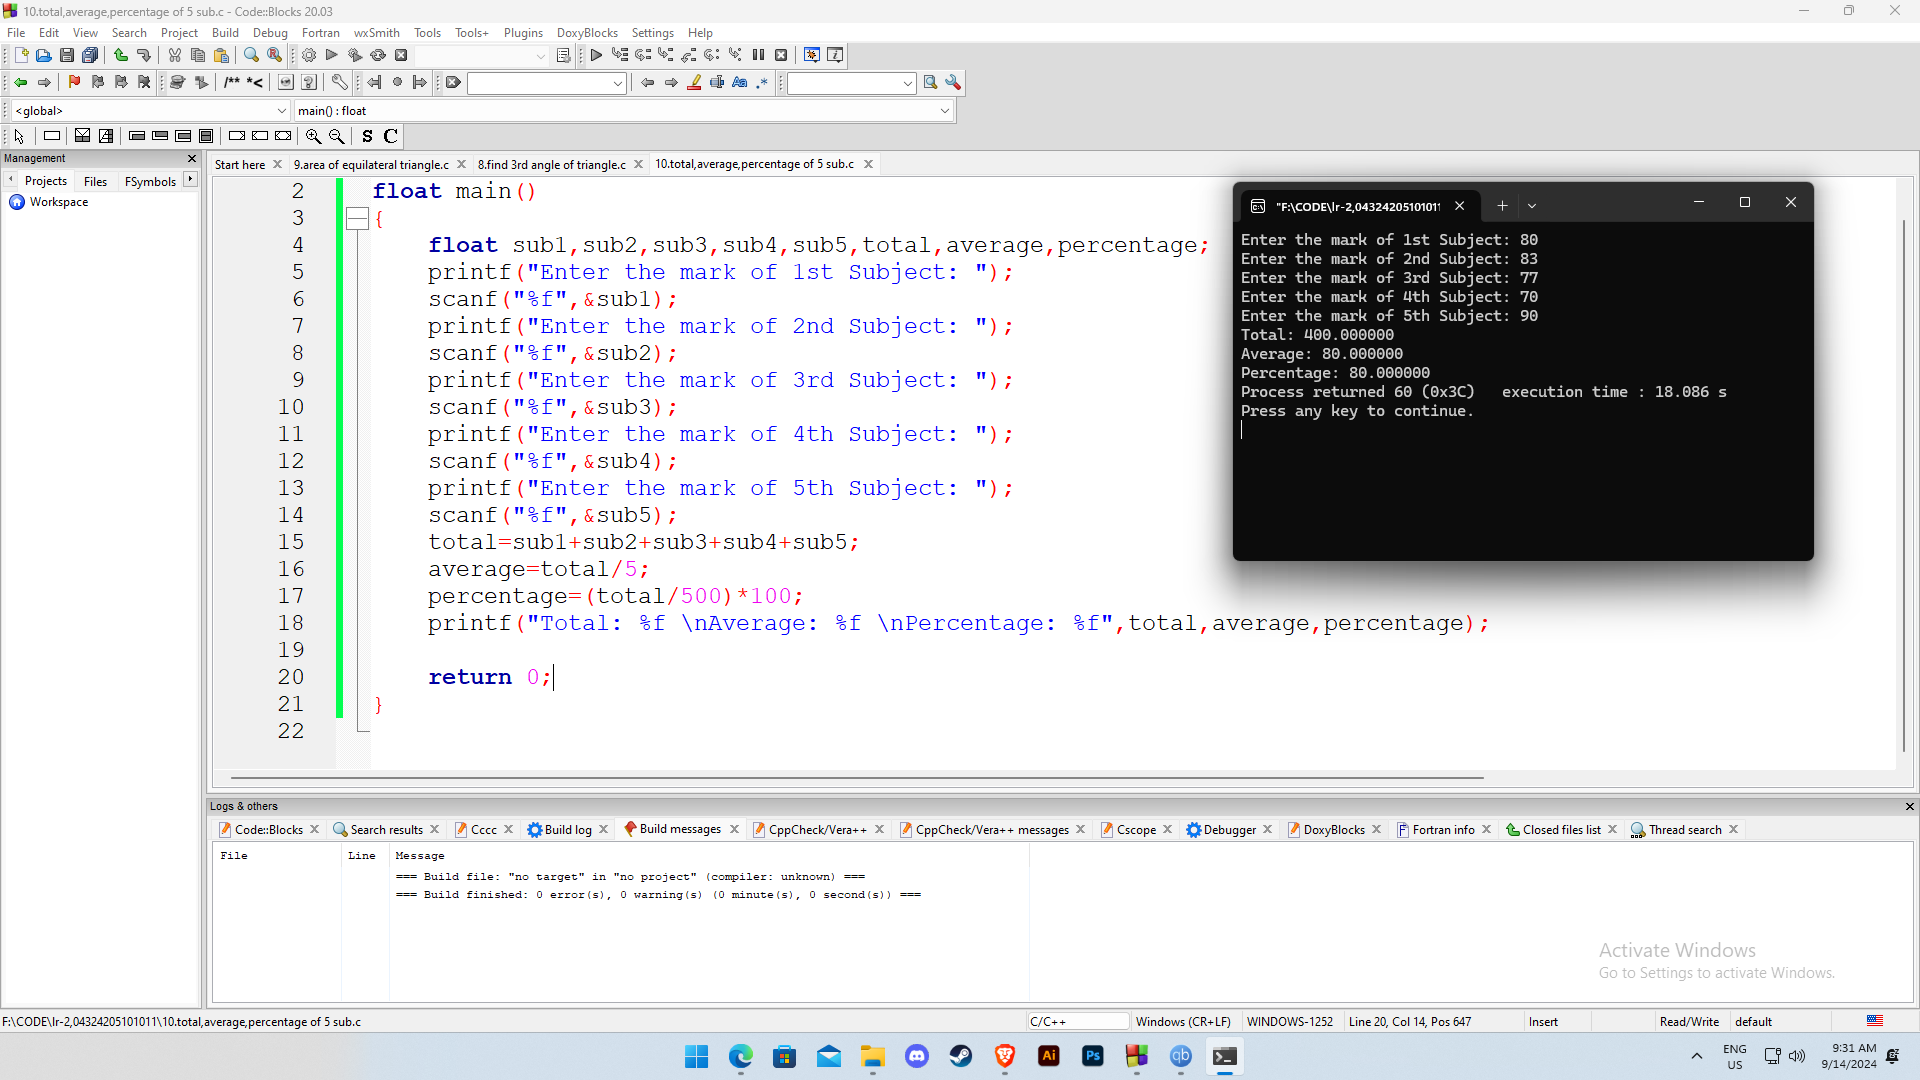 10.total,average,percentage of 5 sub.c - Code::Blocks 20.03
File Edit View Search Project Build Debug Fortran wxSmith Tools Tools+ Plugins DoxyBlocks Settings Help
/** *<
Aa .*
<global> main() : float
S C
Management
Projects Files FSymbols
Workspace
Start here 9.area of equilateral triangle.c 8.find 3rd angle of triangle.c 10.total,average,percentage of 5 sub.c
2 float main()
3 {
4 float sub1,sub2,sub3,sub4,sub5,total,average,percentage;
5 printf("Enter the mark of 1st Subject: ");
6 scanf("%f",&sub1);
7 printf("Enter the mark of 2nd Subject: ");
8 scanf("%f",&sub2);
9 printf("Enter the mark of 3rd Subject: ");
10 scanf("%f",&sub3);
11 printf("Enter the mark of 4th Subject: ");
12 scanf("%f",&sub4);
13 printf("Enter the mark of 5th Subject: ");
14 scanf("%f",&sub5);
15 total=sub1+sub2+sub3+sub4+sub5;
16 average=total/5;
17 percentage=(total/500)*100;
18 printf("Total: %f \nAverage: %f \nPercentage: %f",total,average,percentage);
19
20 return 0;
21 }
22
"F:\CODE\lr-2,04324205101011
Enter the mark of 1st Subject: 80
Enter the mark of 2nd Subject: 83
Enter the mark of 3rd Subject: 77
Enter the mark of 4th Subject: 70
Enter the mark of 5th Subject: 90
Total: 400.000000
Average: 80.000000
Percentage: 80.000000
Process returned 60 (0x3C) execution time : 18.086 s
Press any key to continue.
Logs & others
Code::Blocks Search results Cccc Build log Build messages CppCheck/Vera++ CppCheck/Vera++ messages Cscope Debugger DoxyBlocks Fortran info Closed files list Thread search
File Line Message
=== Build file: "no target" in "no project" (compiler: unknown) ===
=== Build finished: 0 error(s), 0 warning(s) (0 minute(s), 0 second(s)) ===
Activate Windows
Go to Settings to activate Windows.
F:\CODE\lr-2,04324205101011\10.total,average,percentage of 5 sub.c C/C++ Windows (CR+LF) WINDOWS-1252 Line 20, Col 14, Pos 647 Insert Read/Write default
Ai Ps qb
ENG
US
9:31 AM
9/14/2024